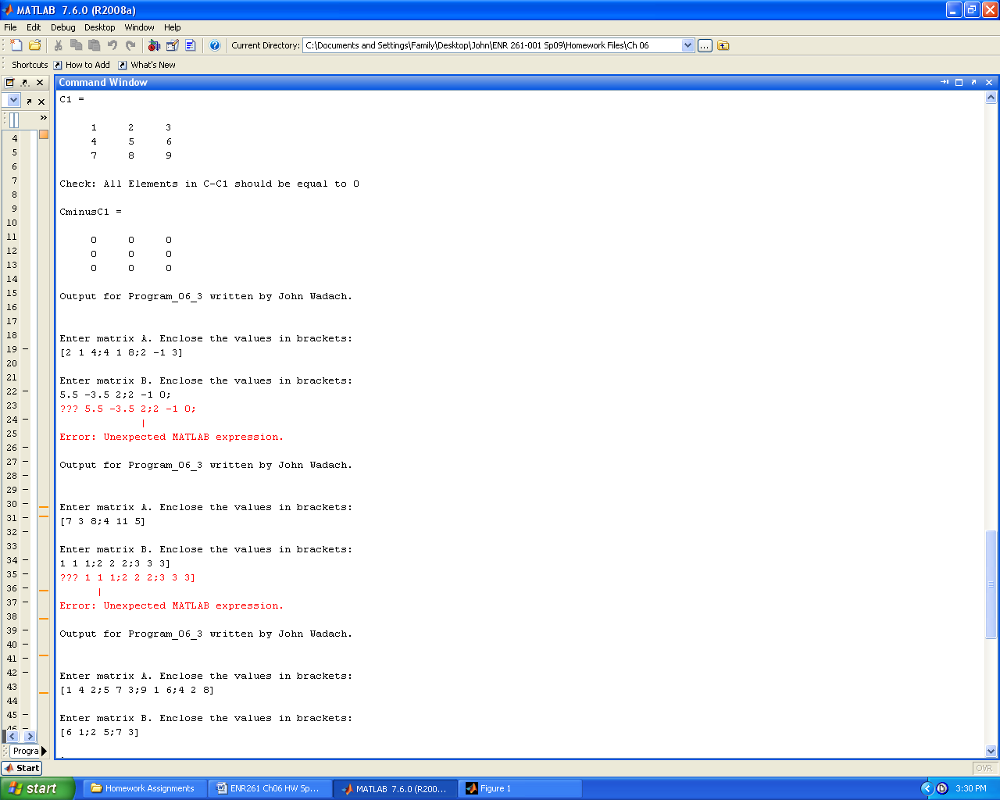 MATLAB 7.6.0 (R2008a)
File Edit Debug Desktop Window Help
Current Directory: C:\Documents and Settings\Family\Desktop\John\ENR 261-001 Sp09\Homework Files\Ch 06 ...
Shortcuts How to Add What's New
Command Window
C1 =
1 2 3
4 5 6
7 8 9
Check: All Elements in C-C1 should be equal to 0
CminusC1 =
0 0 0
0 0 0
0 0 0
Output for Program_06_3 written by John Wadach.
Enter matrix A. Enclose the values in brackets:
[2 1 4;4 1 8;2 -1 3]
Enter matrix B. Enclose the values in brackets:
5.5 -3.5 2;2 -1 0;
??? 5.5 -3.5 2;2 -1 0;
|
Error: Unexpected MATLAB expression.
Output for Program_06_3 written by John Wadach.
Enter matrix A. Enclose the values in brackets:
[7 3 8;4 11 5]
Enter matrix B. Enclose the values in brackets:
1 1 1;2 2 2;3 3 3]
??? 1 1 1;2 2 2;3 3 3]
|
Error: Unexpected MATLAB expression.
Output for Program_06_3 written by John Wadach.
Enter matrix A. Enclose the values in brackets:
[1 4 2;5 7 3;9 1 6;4 2 8]
Enter matrix B. Enclose the values in brackets:
[6 1;2 5;7 3]
»
4
5
6
7
8
9
10
11
12
13
14
15
16
17
18
19 –
20
21
22 –
23
24 –
25
26 –
27 –
28 –
29 –
30 –
31 –
32 –
33
34 –
35 –
36 –
37 –
38
39 –
40 –
41 –
42 –
43 –
44
45 –
46 –
Progra
Start
OVR
start
Homework Assignments
ENR261 Ch06 HW Sp...
MATLAB 7.6.0 (R200...
Figure 1
3:30 PM